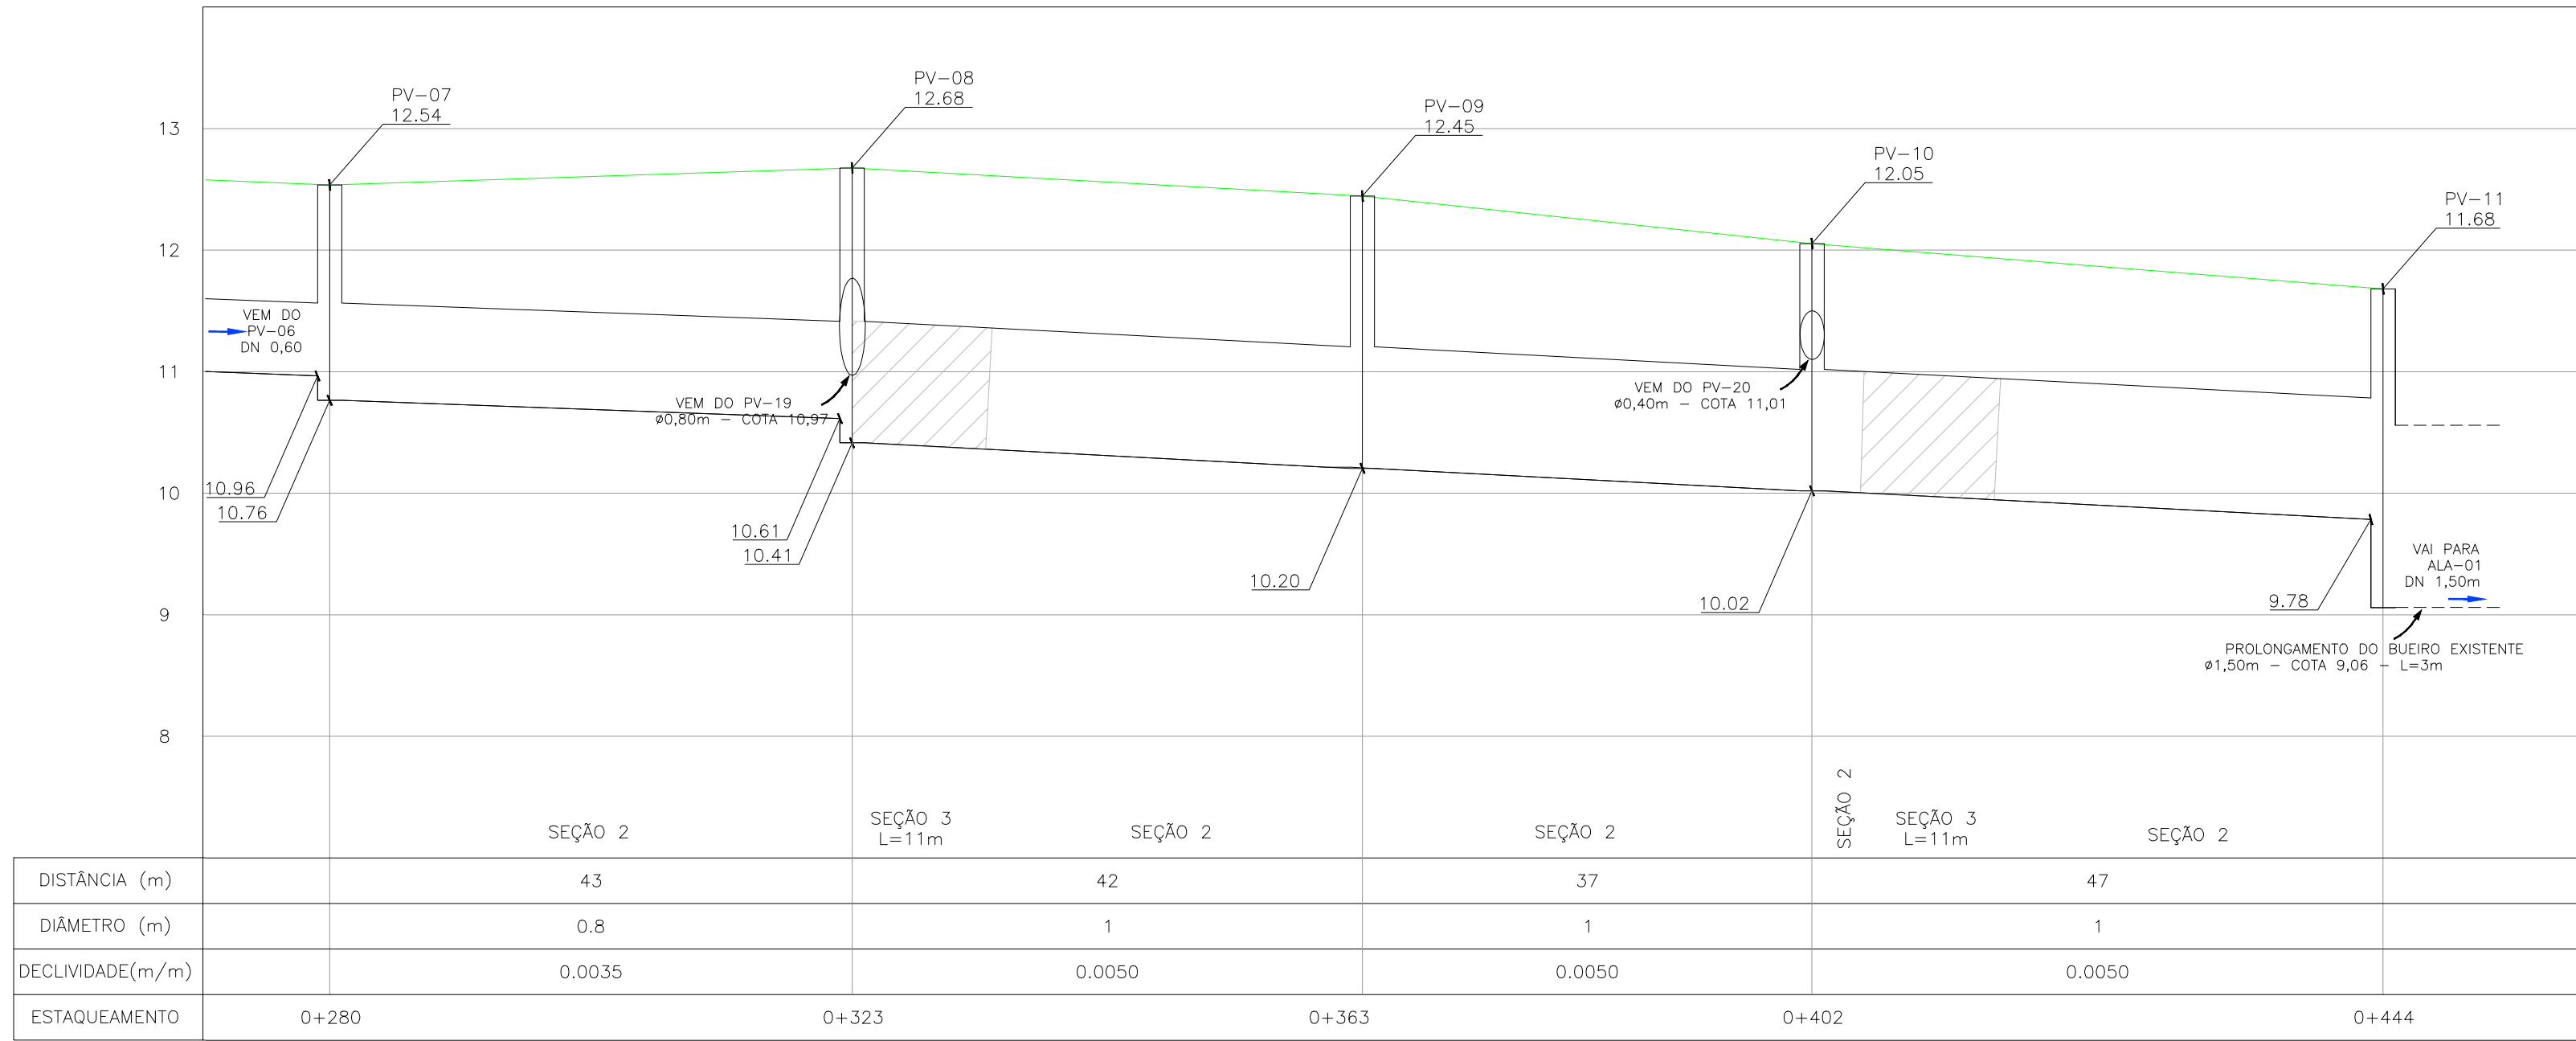 PV-07
12.54
PV-08
12.68
PV-09
12.45
PV-10
12.05
PV-11
11.68
13
12
11
10
9
8
VEM DO
PV-06
DN 0,60
VEM DO PV-19
ø0,80m - COTA 10,97
VEM DO PV-20
ø0,40m - COTA 11,01
10.96
10.76
10.61
10.41
10.20
10.02
9.78
VAI PARA
ALA-01
DN 1,50m
PROLONGAMENTO DO BUEIRO EXISTENTE
ø1,50m - COTA 9,06 - L=3m
SEÇÃO 2
SEÇÃO 3
L=11m
SEÇÃO 2
SEÇÃO 2
SEÇÃO 2
SEÇÃO 3
L=11m
SEÇÃO 2
DISTÂNCIA (m) 43 42 37 47
DIÂMETRO (m) 0.8 1 1 1
DECLIVIDADE(m/m) 0.0035 0.0050 0.0050 0.0050
ESTAQUEAMENTO 0+280 0+323 0+363 0+402 0+444